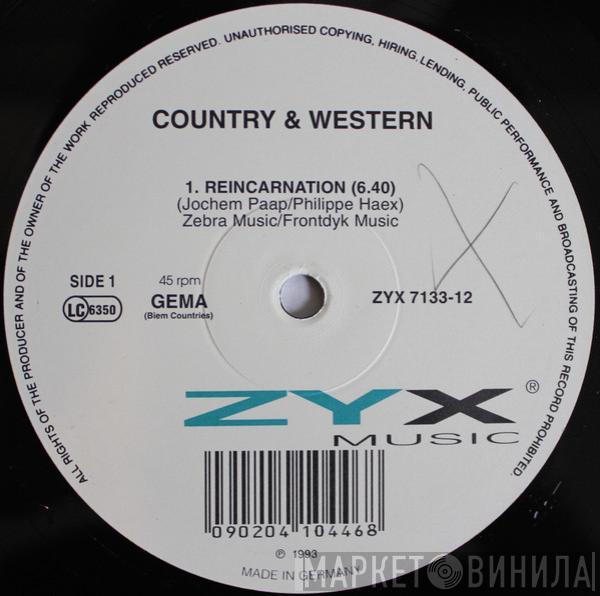 ALL RIGHTS OF THE PRODUCER AND OF THE OWNER OF THE WORK REPRODUCED RESERVED. UNAUTHORISED COPYING, HIRING, LENDING, PUBLIC PERFORMANCE AND BROADCASTING OF THIS RECORD PROHIBITED.
COUNTRY & WESTERN
1. REINCARNATION (6.40)
(Jochem Paap/Philippe Haex)
Zebra Music/Frontdyk Music
SIDE 1
45 rpm
LC 6350
GEMA
(Biem Countries)
ZYX 7133-12
X
ZYX ®
MUSIC
090204 104468
℗ 1993
MADE IN GERMANY
МАРКЕТ ВИНИЛА